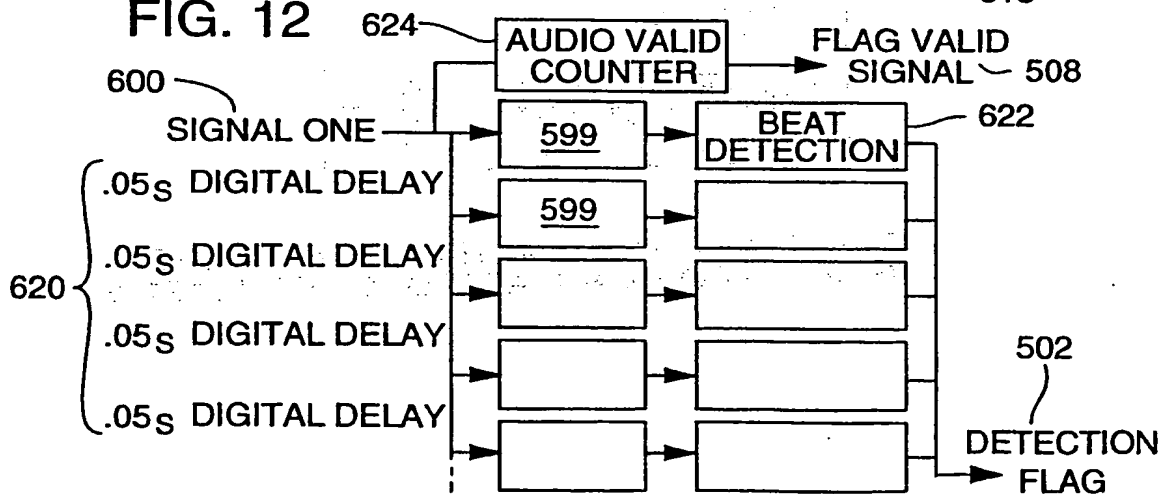 FIG. 12
624
AUDIO VALID
COUNTER
FLAG VALID
SIGNAL
508
600
SIGNAL ONE
599
BEAT
DETECTION
622
.05s DIGITAL DELAY
599
.05s DIGITAL DELAY
620
.05s DIGITAL DELAY
.05s DIGITAL DELAY
502
DETECTION
FLAG